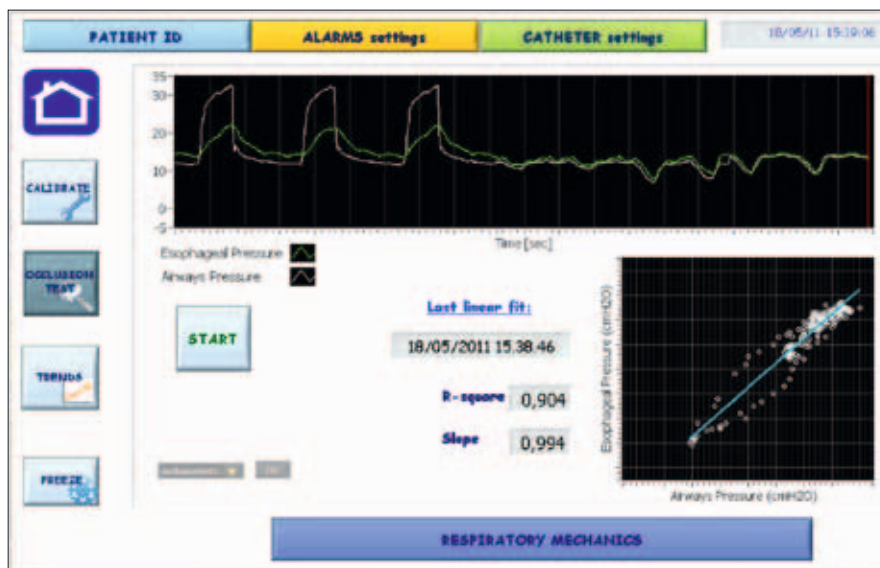 PATIENT ID
ALARMS settings
CATHETER settings
18/05/11 15:39:06
35
30
20
10
0
-5
Time [sec]
CALIBRATE
OCCLUSION TEST
TRENDS
FREEZE
Esophageal Pressure
Airways Pressure
START
Last linear fit:
18/05/2011 15.38.46
R-square 0,904
Slope 0,994
Esophageal Pressure (cmH2O)
Airways Pressure (cmH2O)
RESPIRATORY MECHANICS